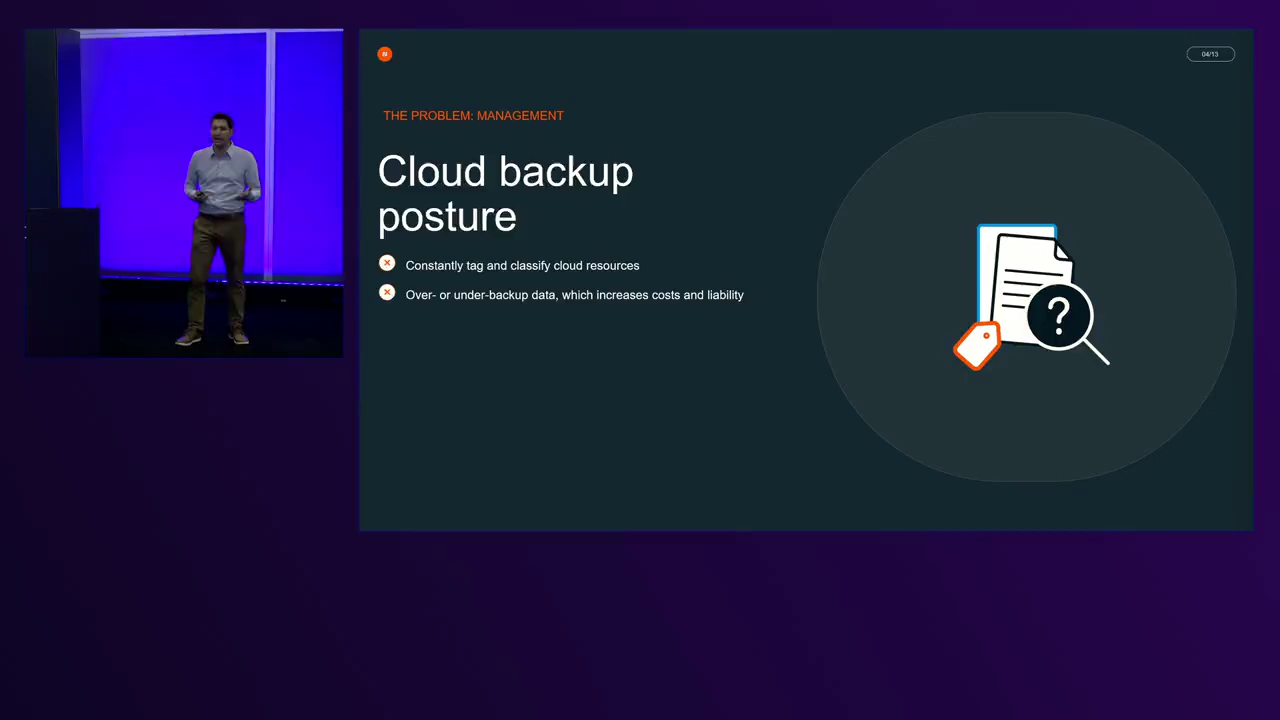 N
04/13
THE PROBLEM: MANAGEMENT
Cloud backup
posture
Constantly tag and classify cloud resources
Over- or under-backup data, which increases costs and liability
?